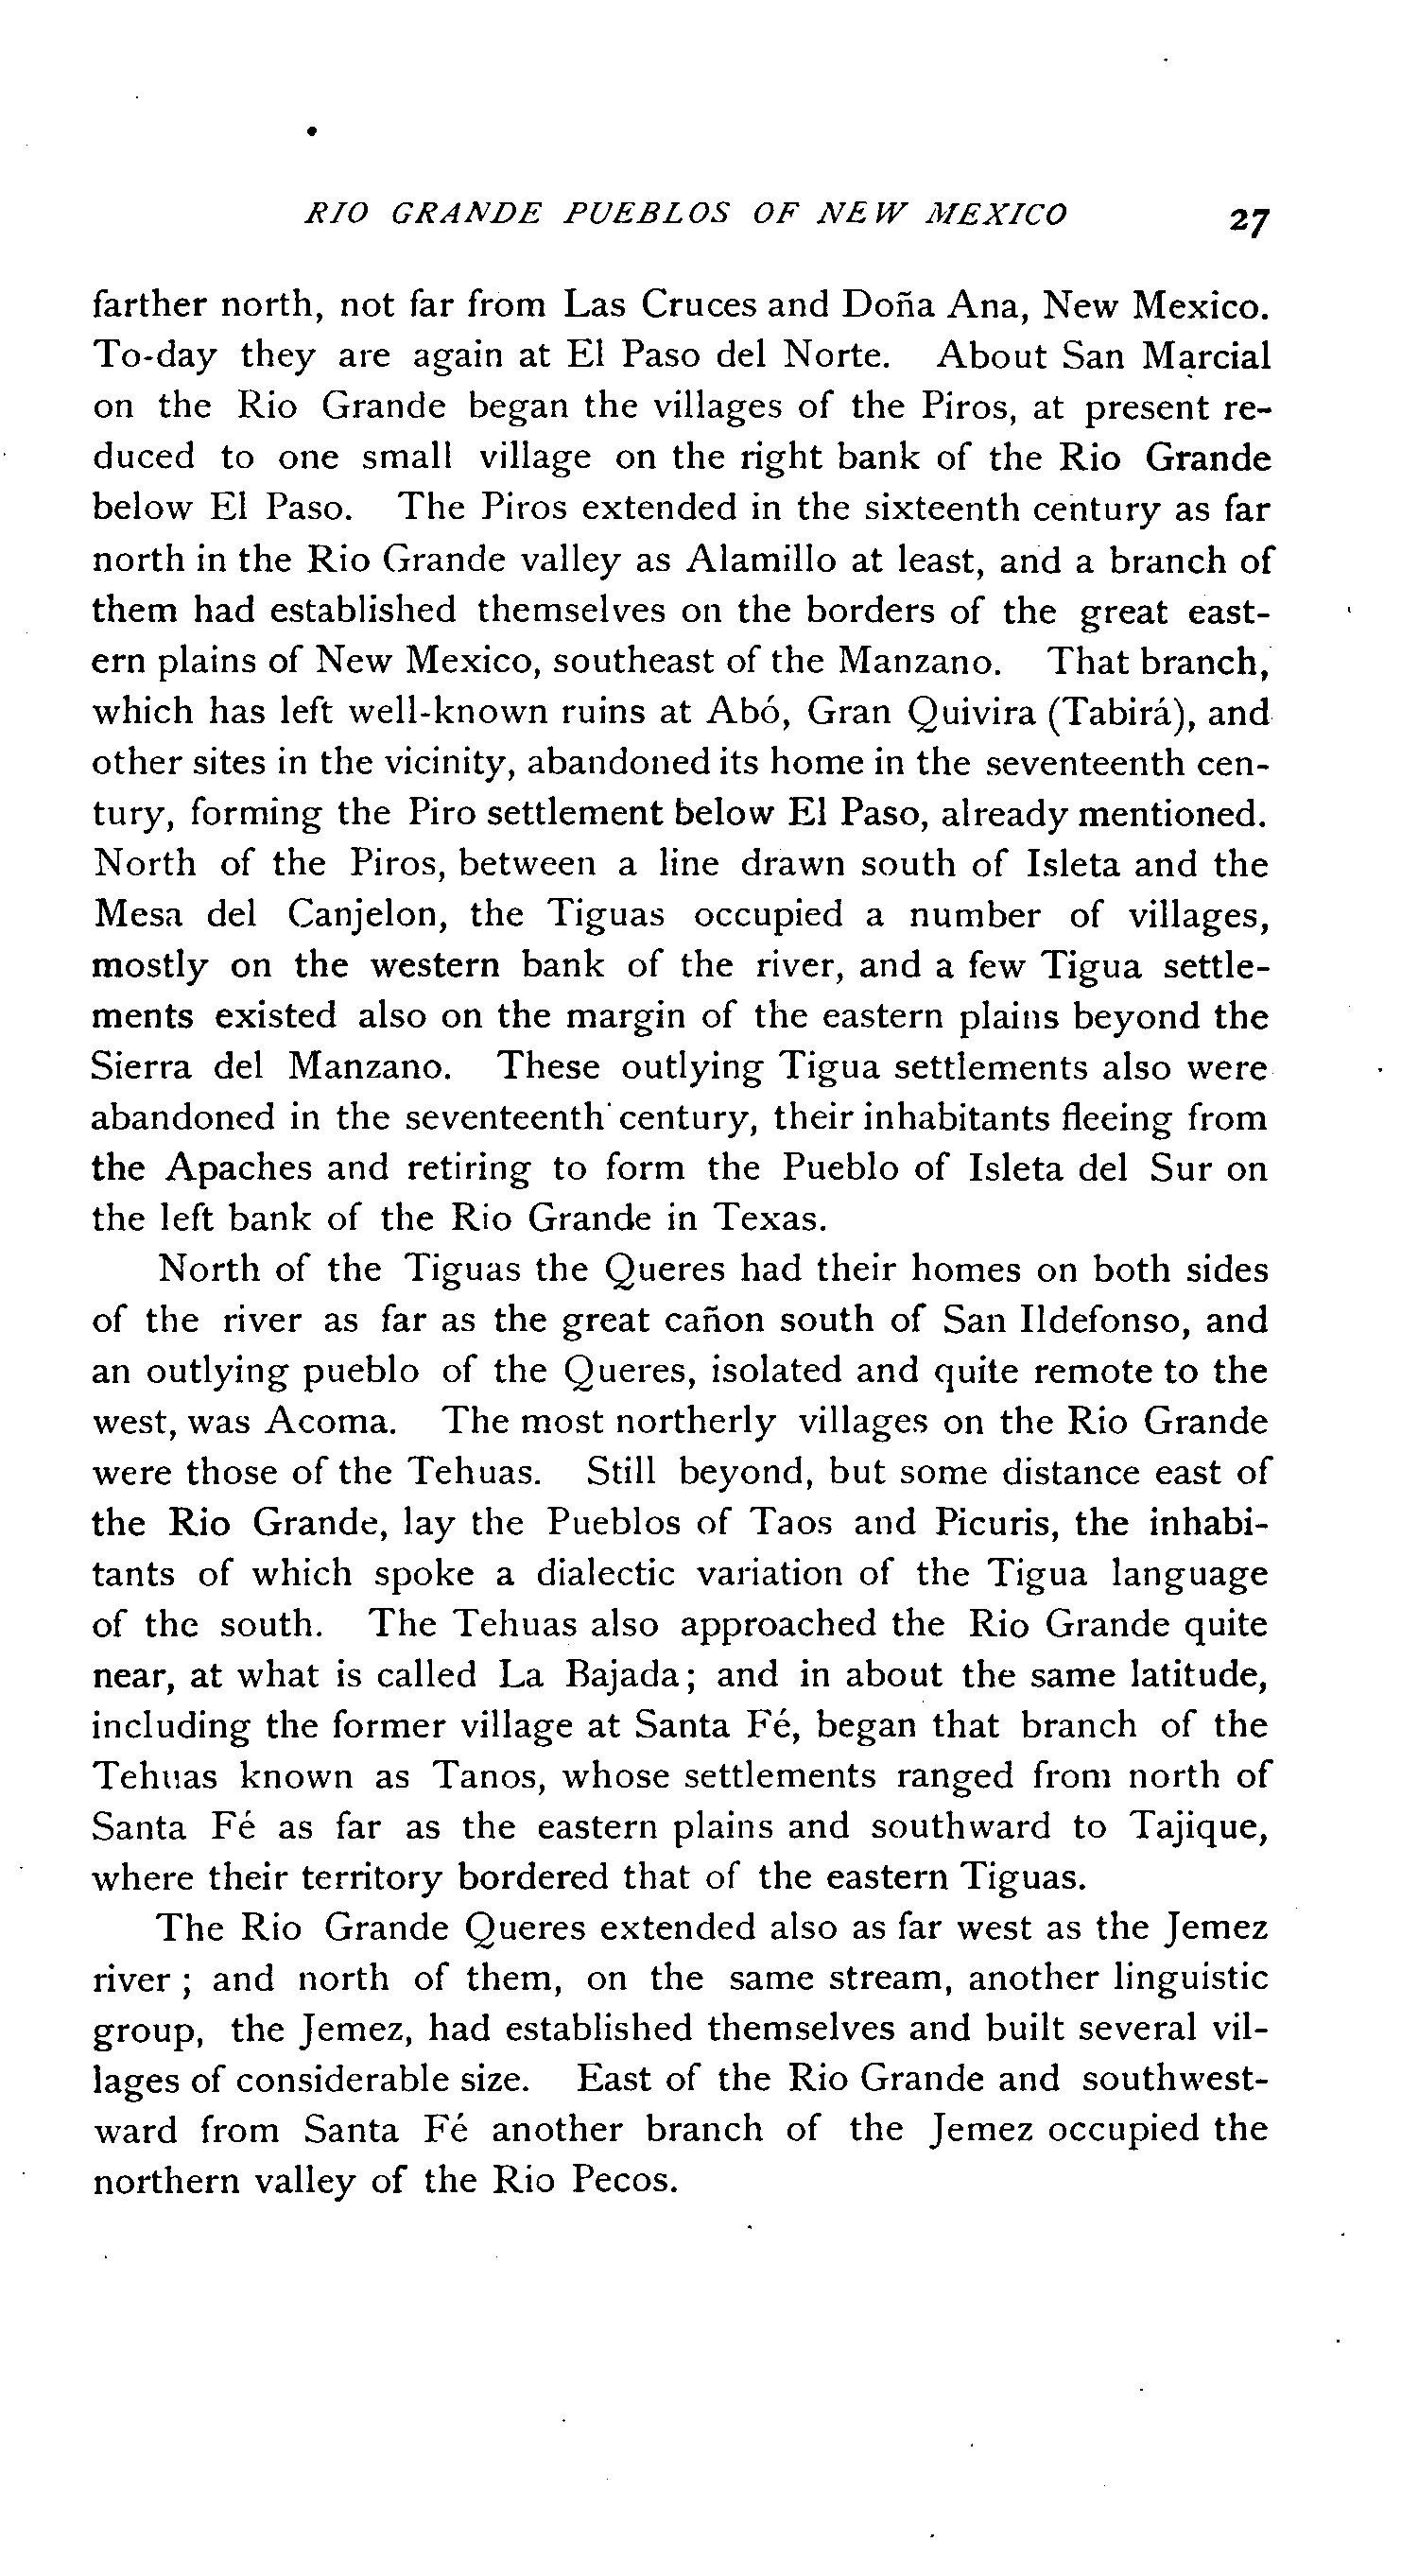 RIO GRANDE PUEBLOS OF NEW MEXICO 27
farther north, not far from Las Cruces and Doña Ana, New Mexico.
To-day they are again at El Paso del Norte. About San Marcial
on the Rio Grande began the villages of the Piros, at present re-
duced to one small village on the right bank of the Rio Grande
below El Paso. The Piros extended in the sixteenth century as far
north in the Rio Grande valley as Alamillo at least, and a branch of
them had established themselves on the borders of the great east-
ern plains of New Mexico, southeast of the Manzano. That branch,
which has left well-known ruins at Abó, Gran Quivira (Tabirá), and
other sites in the vicinity, abandoned its home in the seventeenth cen-
tury, forming the Piro settlement below El Paso, already mentioned.
North of the Piros, between a line drawn south of Isleta and the
Mesa del Canjelon, the Tiguas occupied a number of villages,
mostly on the western bank of the river, and a few Tigua settle-
ments existed also on the margin of the eastern plains beyond the
Sierra del Manzano. These outlying Tigua settlements also were
abandoned in the seventeenth century, their inhabitants fleeing from
the Apaches and retiring to form the Pueblo of Isleta del Sur on
the left bank of the Rio Grande in Texas.
North of the Tiguas the Queres had their homes on both sides
of the river as far as the great cañon south of San Ildefonso, and
an outlying pueblo of the Queres, isolated and quite remote to the
west, was Acoma. The most northerly villages on the Rio Grande
were those of the Tehuas. Still beyond, but some distance east of
the Rio Grande, lay the Pueblos of Taos and Picuris, the inhabi-
tants of which spoke a dialectic variation of the Tigua language
of the south. The Tehuas also approached the Rio Grande quite
near, at what is called La Bajada; and in about the same latitude,
including the former village at Santa Fé, began that branch of the
Tehuas known as Tanos, whose settlements ranged from north of
Santa Fé as far as the eastern plains and southward to Tajique,
where their territory bordered that of the eastern Tiguas.
The Rio Grande Queres extended also as far west as the Jemez
river ; and north of them, on the same stream, another linguistic
group, the Jemez, had established themselves and built several vil-
lages of considerable size. East of the Rio Grande and southwest-
ward from Santa Fé another branch of the Jemez occupied the
northern valley of the Rio Pecos.